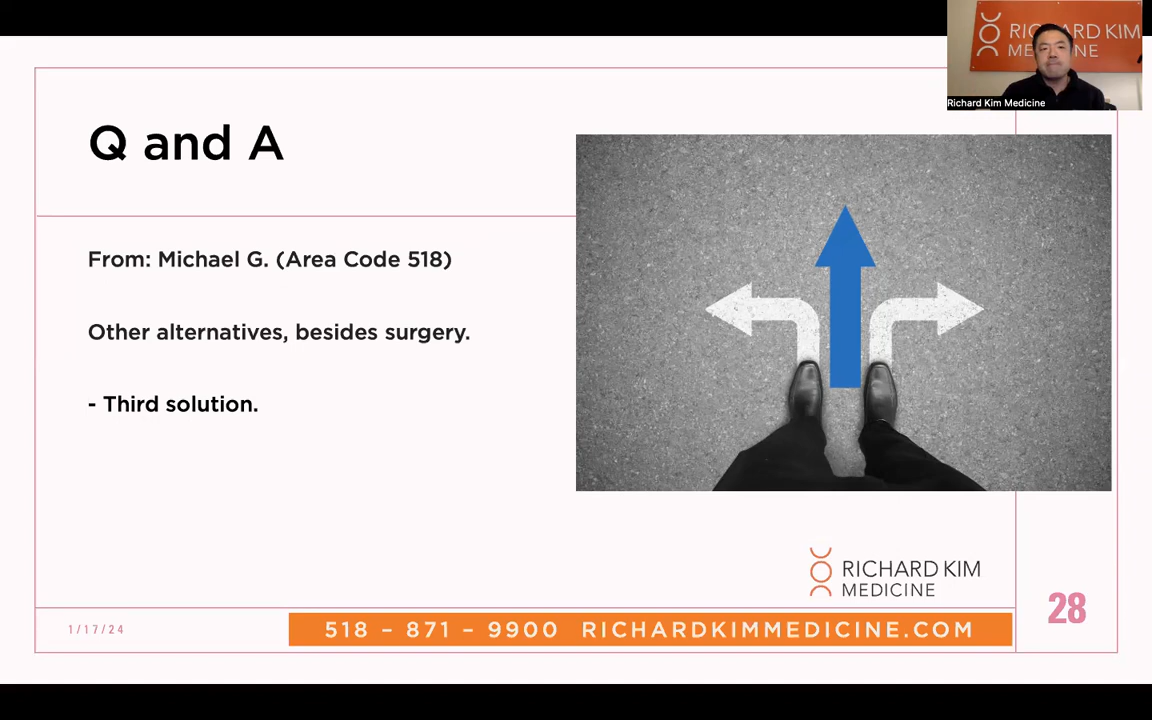 RICHARD KIM
MEDICINE
Richard Kim Medicine
Q and A
From: Michael G. (Area Code 518)
Other alternatives, besides surgery.
- Third solution.
RICHARD KIM
MEDICINE
28
1/17/24
518 – 871 – 9900 RICHARDKIMMEDICINE.COM